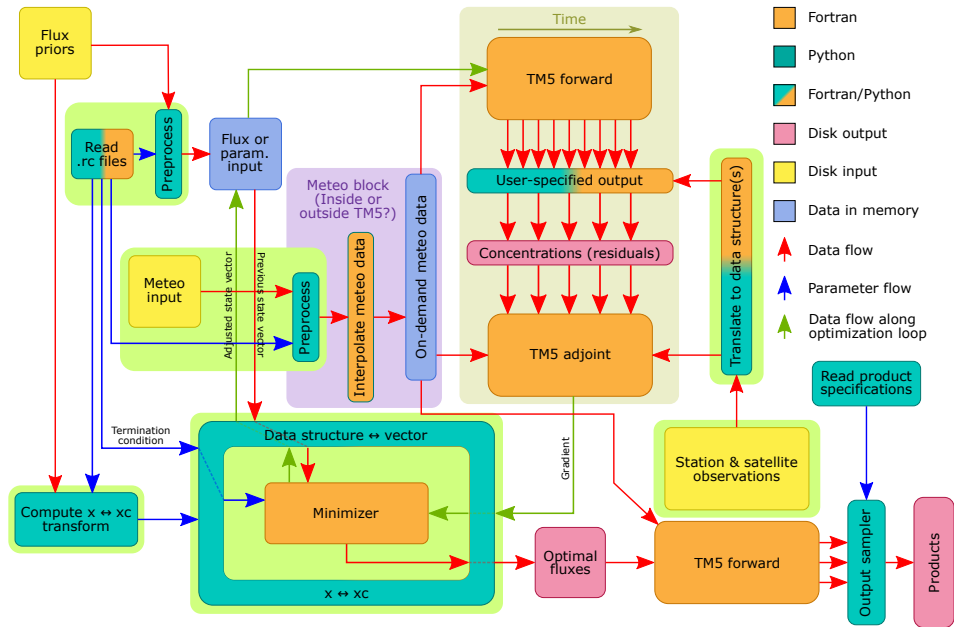 Flux
priors
Time
Fortran
Python
Fortran/Python
Disk output
Disk input
Data in memory
Data flow
Parameter flow
Data flow along
optimization loop
TM5 forward
Read
.rc files
Preprocess
Flux or
param.
input
Meteo block
(Inside or
outside TM5?)
User-specified output
Concentrations (residuals)
TM5 adjoint
Translate to data structure(s)
Meteo
input
Adjusted state vector
Previous state vector
Preprocess
Interpolate meteo data
On-demand meteo data
Read product
specifications
Termination
condition
Data structure ↔ vector
Gradient
Station & satellite
observations
Compute x ↔ xc
transform
Minimizer
x ↔ xc
Optimal
fluxes
TM5 forward
Output sampler
Products